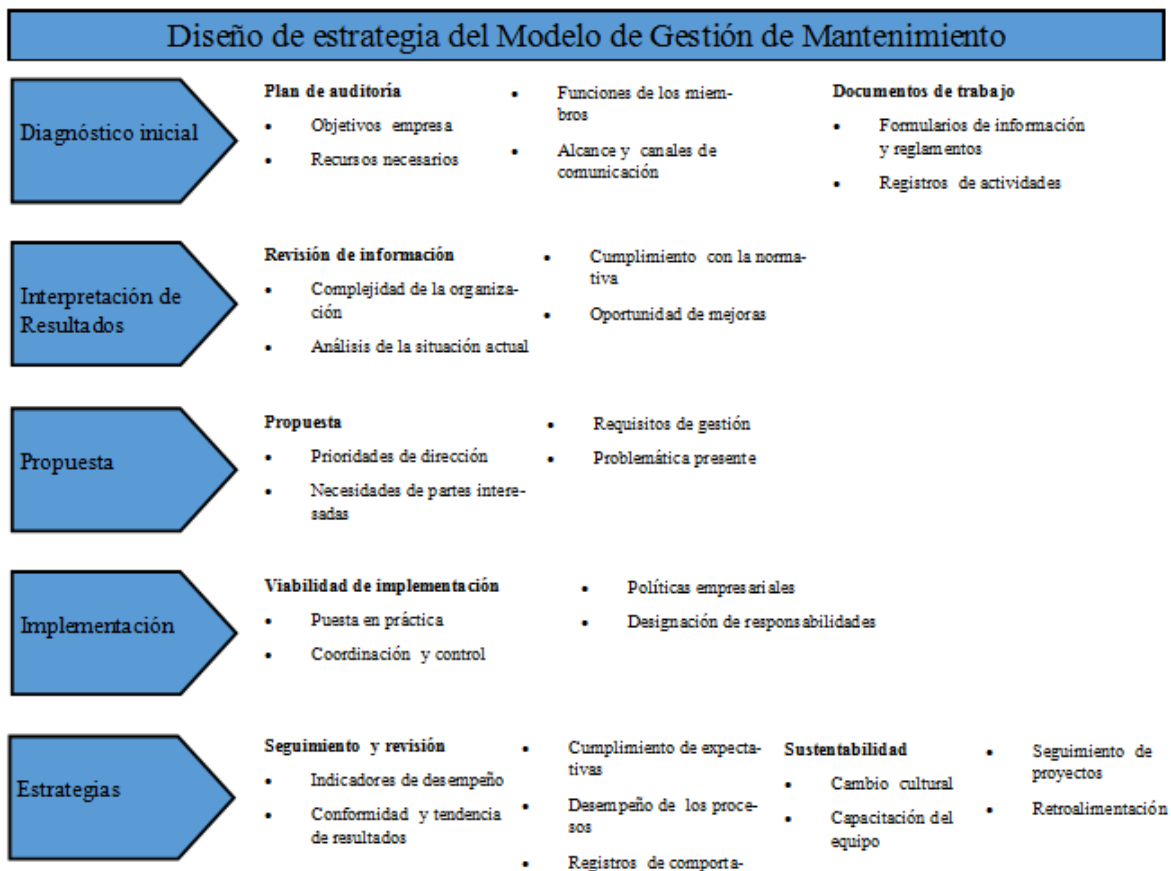 Diseño de estrategia del Modelo de Gestión de Mantenimiento
Diagnóstico inicial
Plan de auditoría
• Objetivos empresa
• Recursos necesarios
• Funciones de los miem-
bros
• Alcance y canales de
comunicación
Documentos de trabajo
• Formularios de información
y reglamentos
• Registros de actividades
Interpretación de
Resultados
Revisión de información
• Complejidad de la organiza-
ción
• Análisis de la situación actual
• Cumplimiento con la norma-
tiva
• Oportunidad de mejoras
Propuesta
Propuesta
• Prioridades de dirección
• Necesidades de partes intere-
sadas
• Requisitos de gestión
• Problemática presente
Implementación
Viabilidad de implementación
• Puesta en práctica
• Coordinación y control
• Políticas empresariales
• Designación de responsabilidades
Estrategias
Seguimiento y revisión
• Indicadores de desempeño
• Conformidad y tendencia
de resultados
• Cumplimiento de expecta-
tivas
• Desempeño de los proce-
sos
• Registros de comporta-
Sustentabilidad
• Cambio cultural
• Capacitación del
equipo
• Seguimiento de
proyectos
• Retroalimentación